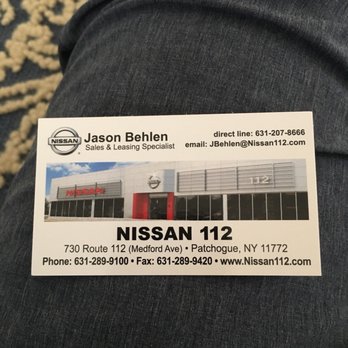 NISSAN
Jason Behlen
Sales & Leasing Specialist
direct line: 631-207-8666
email: JBehlen@Nissan112.com
112
NISSAN 112
730 Route 112 (Medford Ave) • Patchogue, NY 11772
Phone: 631-289-9100 • Fax: 631-289-9420 • www.Nissan112.com